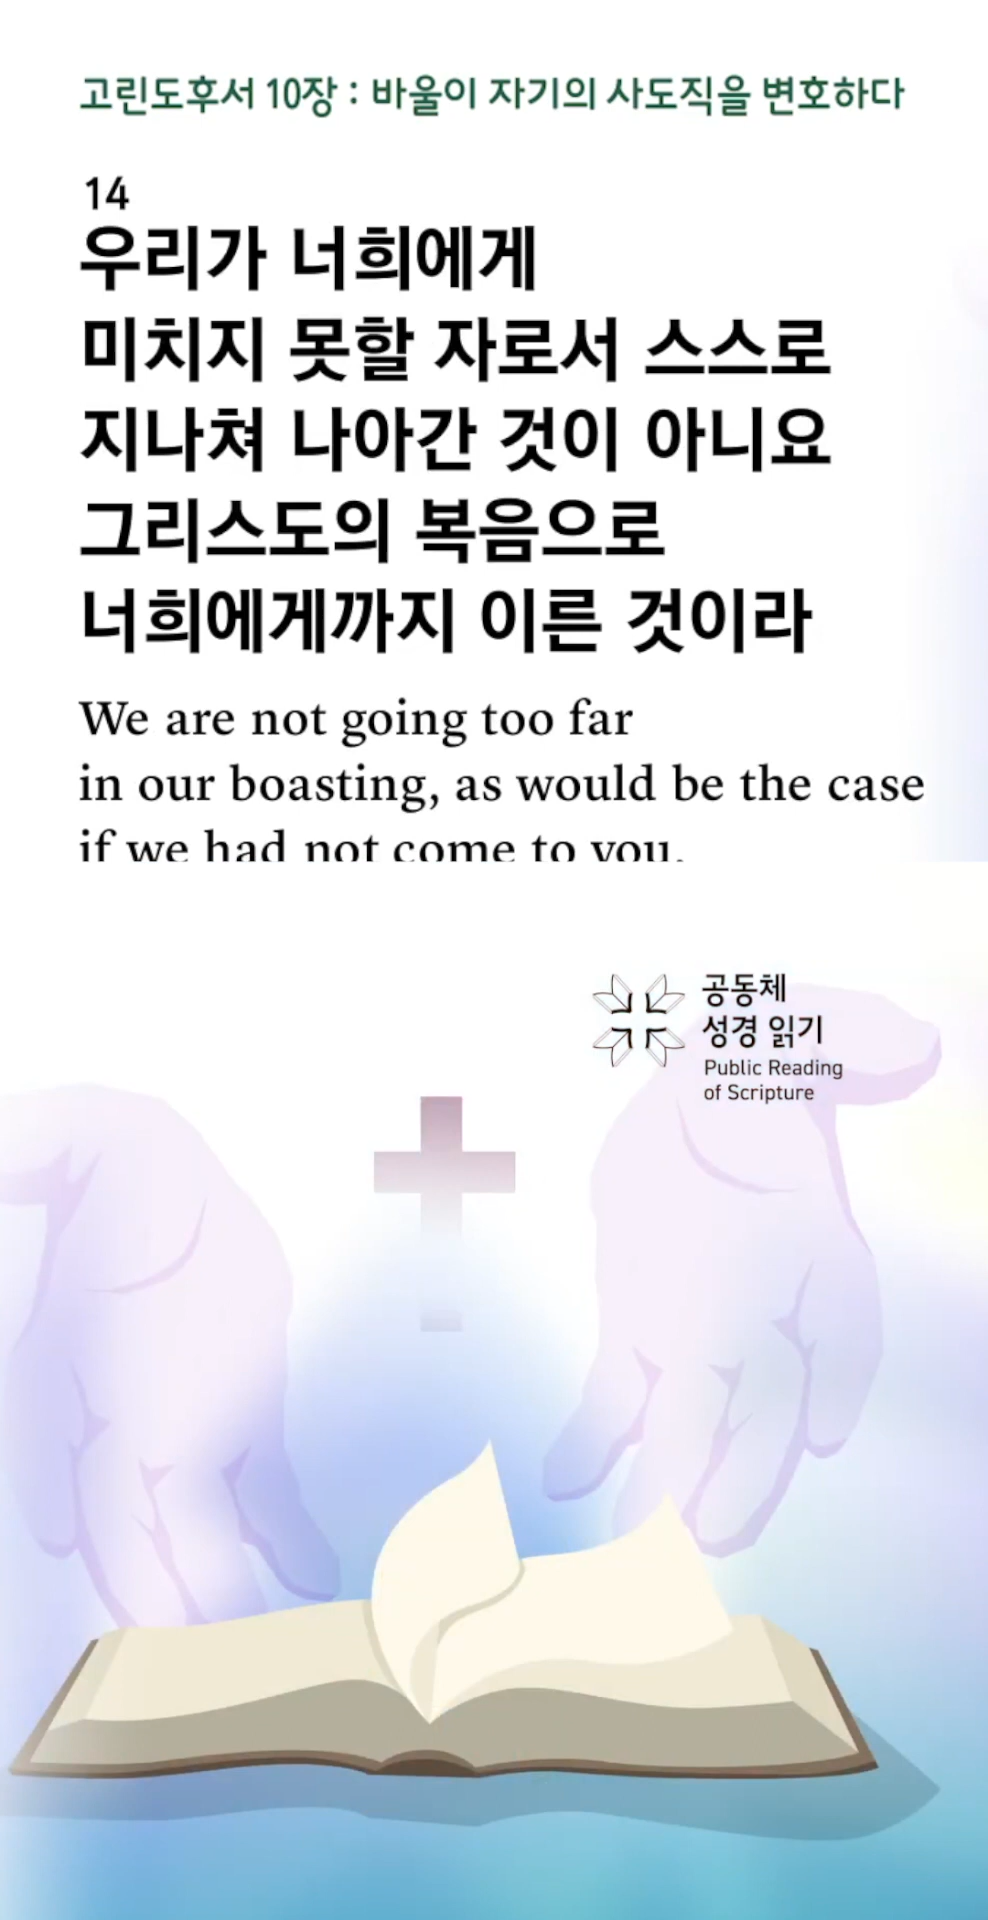 고린도후서 10장 : 바울이 자기의 사도직을 변호하다
14
우리가 너희에게
미치지 못할 자로서 스스로
지나쳐 나아간 것이 아니요
그리스도의 복음으로
너희에게까지 이른 것이라
We are not going too far
in our boasting, as would be the case
if we had not come to you,
공동체
성경 읽기
Public Reading
of Scripture